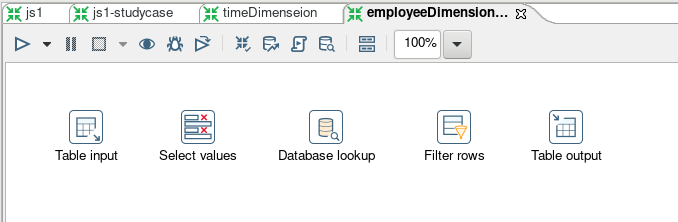 js1
js1-studycase
timeDimenseion
employeeDimension...
100%
Table input
Select values
Database lookup
Filter rows
Table output